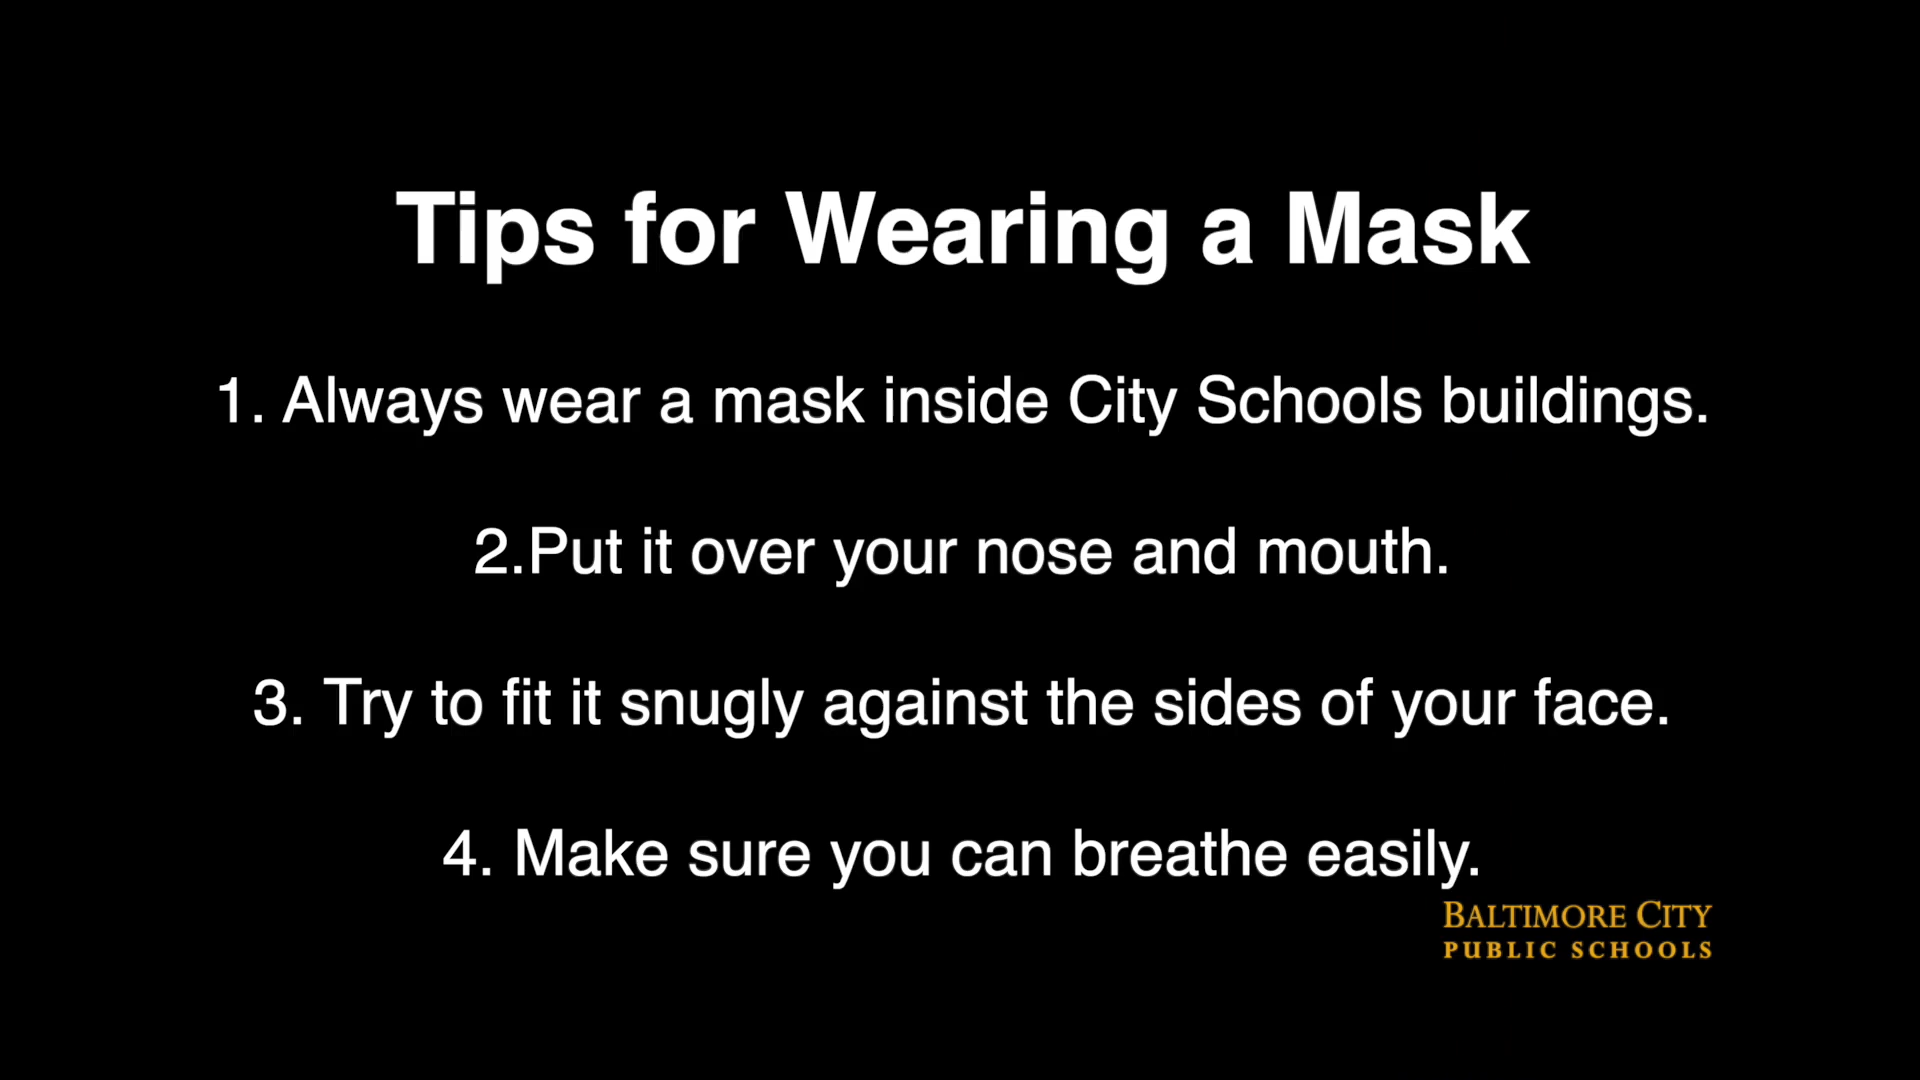 Tips for Wearing a Mask
1. Always wear a mask inside City Schools buildings.
2.Put it over your nose and mouth.
3. Try to fit it snugly against the sides of your face.
4. Make sure you can breathe easily.
BALTIMORE CITY
PUBLIC SCHOOLS